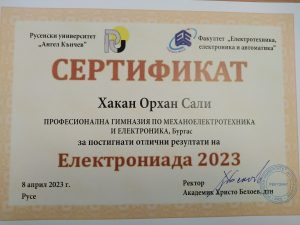 Русенски университет
„Ангел Кънчев"
Факултет „Електротехника,
електроника и автоматика"
СЕРТИФИКАТ
Хакан Орхан Сали
ПРОФЕСИОНАЛНА ГИМНАЗИЯ ПО МЕХАНОЕЛЕКТРОТЕХНИКА
И ЕЛЕКТРОНИКА, Бургас
за постигнати отлични резултати на
Електрониада 2023
8 април 2023 г.
Русе
Ректор
Академик Христо Белоев, дтн